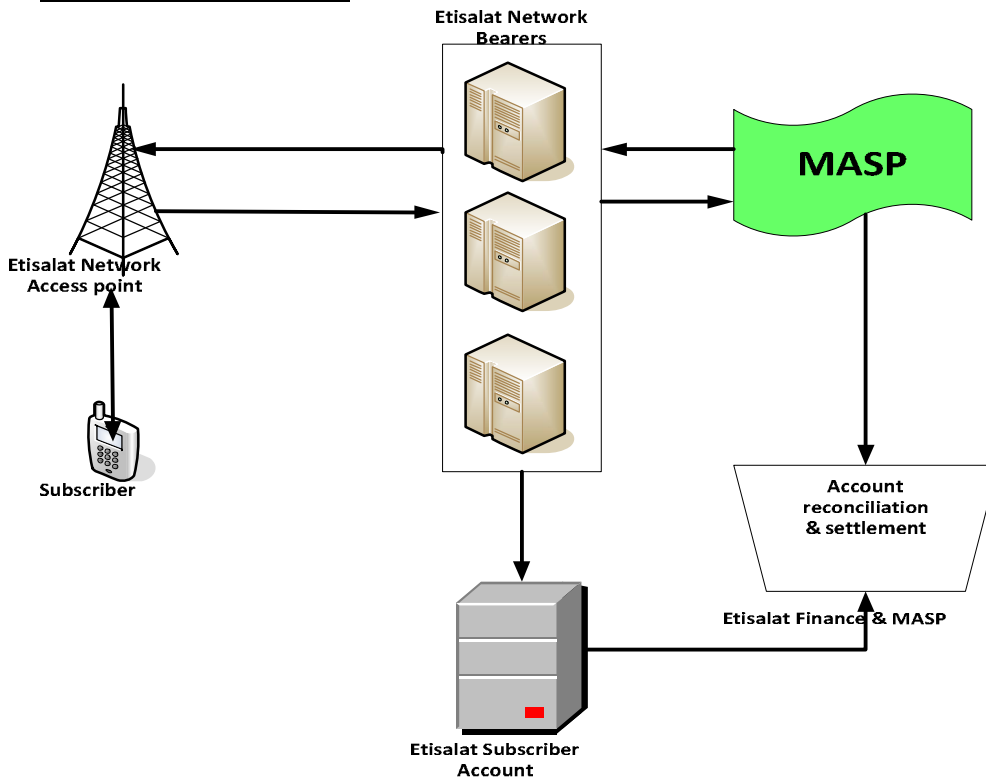 Etisalat Network
Bearers
MASP
Etisalat Network
Access point
Subscriber
Account
reconciliation
& settlement
Etisalat Finance & MASP
Etisalat Subscriber
Account